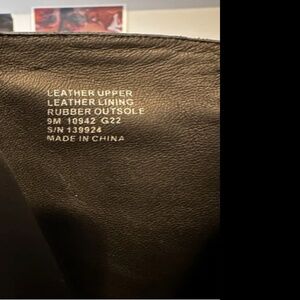 LEATHER UPPER
LEATHER LINING
RUBBER OUTSOLE
9M 10942 G22
S/N 139924
MADE IN CHINA